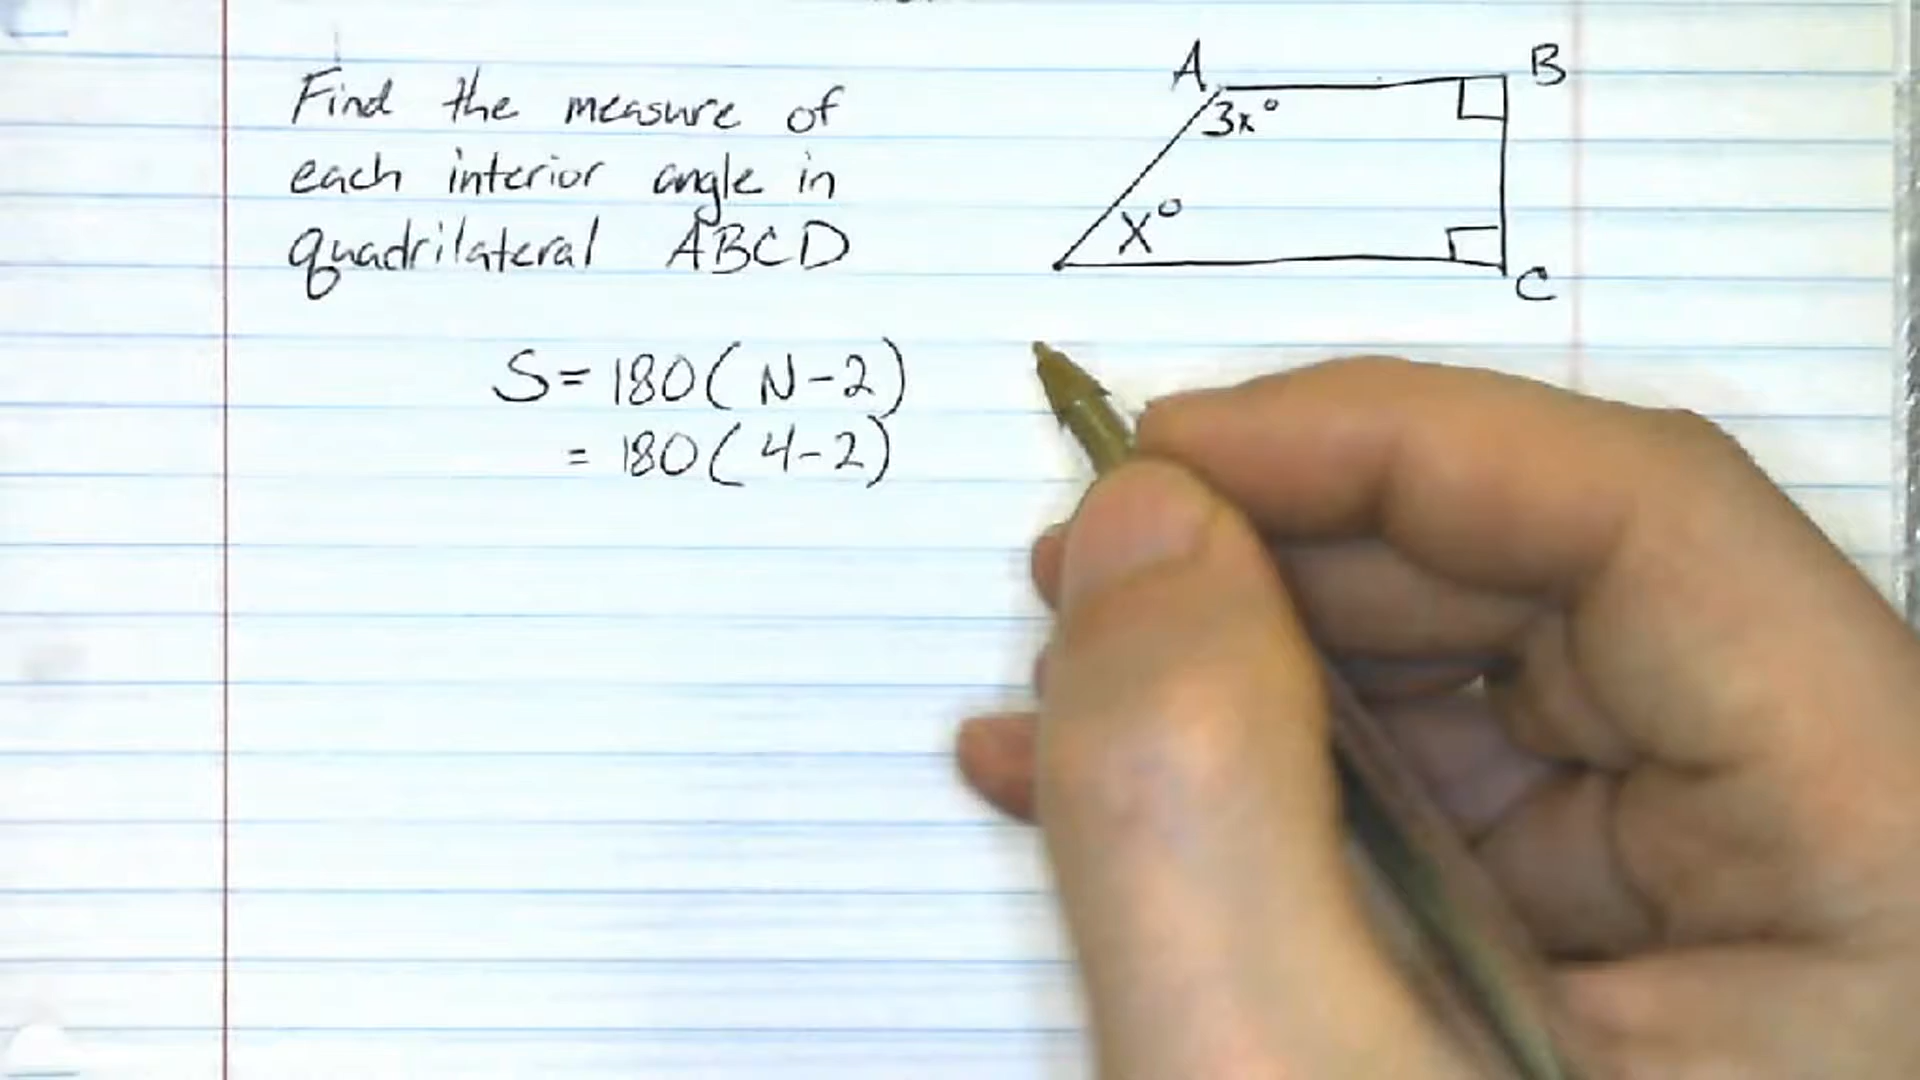 Find the measure of
each interior angle in
quadrilateral ABCD
A
B
3x°
x°
C
S = 180(N-2)
= 180(4-2)